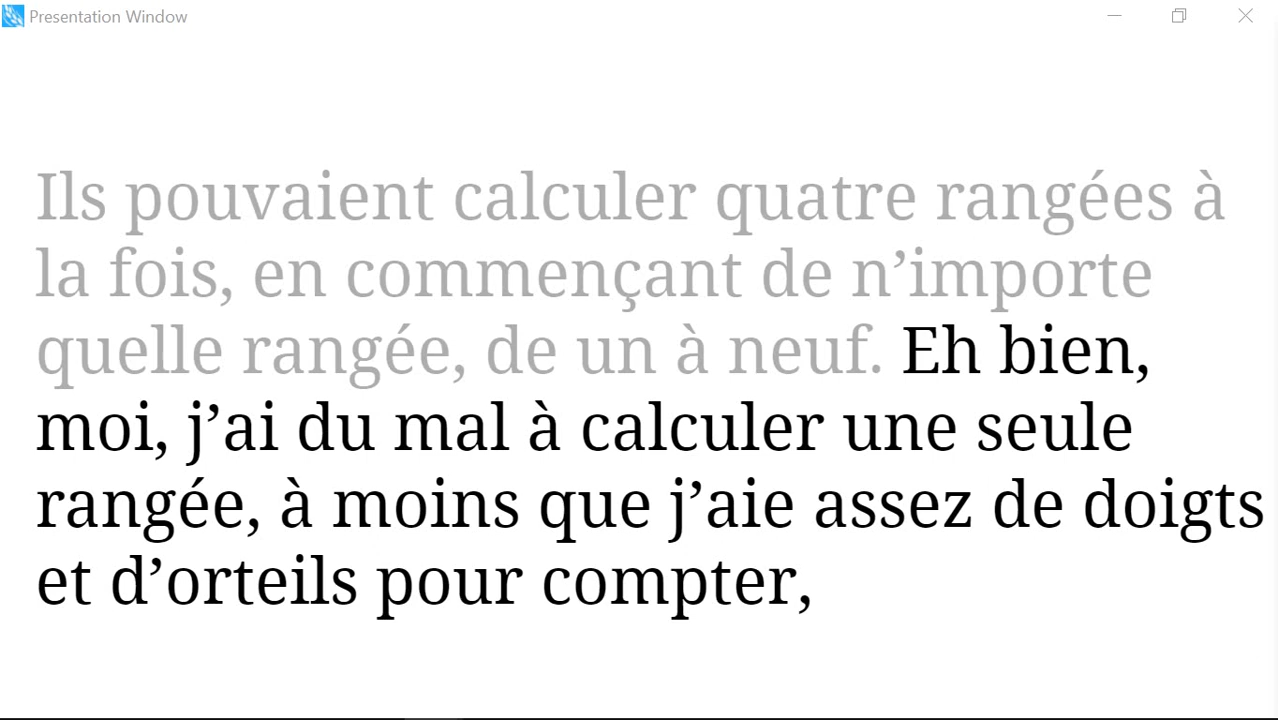 Presentation Window
Ils pouvaient calculer quatre rangées à
la fois, en commençant de n’importe
quelle rangée, de un à neuf. Eh bien,
moi, j’ai du mal à calculer une seule
rangée, à moins que j’aie assez de doigts
et d’orteils pour compter,